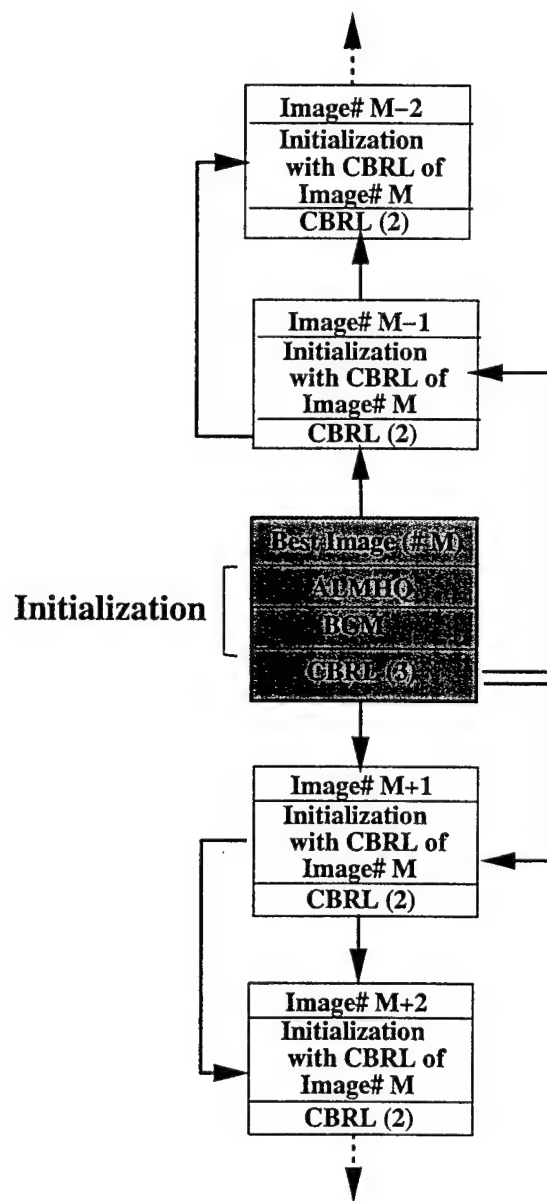 Image# M−2
Initialization
with CBRL of
Image# M
CBRL (2)
Image# M−1
Initialization
with CBRL of
Image# M
CBRL (2)
Best Image (# M)
Initialization
ALMHQ
BCM
CBRL (3)
Image# M+1
Initialization
with CBRL of
Image# M
CBRL (2)
Image# M+2
Initialization
with CBRL of
Image# M
CBRL (2)